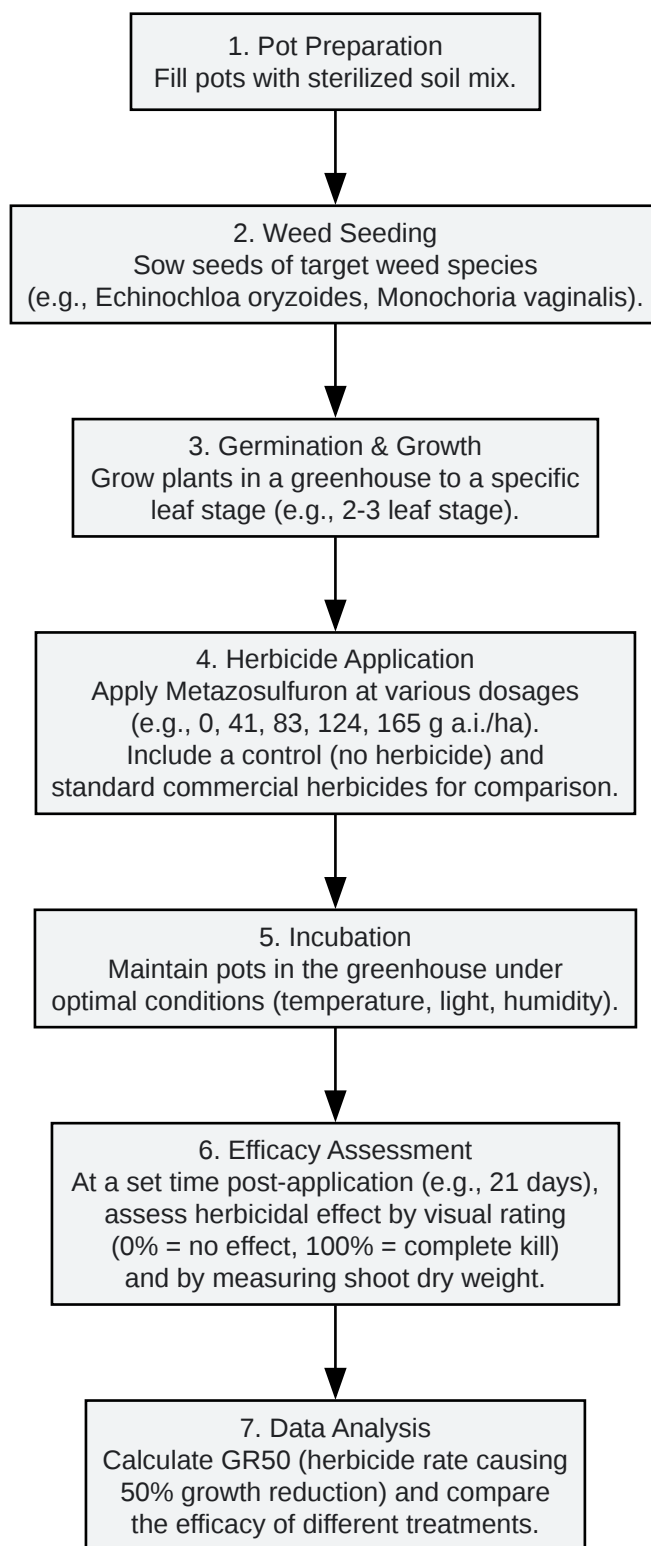 1. Pot Preparation
Fill pots with sterilized soil mix.
2. Weed Seeding
Sow seeds of target weed species
(e.g., Echinochloa oryzoides, Monochoria vaginalis).
3. Germination & Growth
Grow plants in a greenhouse to a specific
leaf stage (e.g., 2-3 leaf stage).
4. Herbicide Application
Apply Metazosulfuron at various dosages
(e.g., 0, 41, 83, 124, 165 g a.i./ha).
Include a control (no herbicide) and
standard commercial herbicides for comparison.
5. Incubation
Maintain pots in the greenhouse under
optimal conditions (temperature, light, humidity).
6. Efficacy Assessment
At a set time post-application (e.g., 21 days),
assess herbicidal effect by visual rating
(0% = no effect, 100% = complete kill)
and by measuring shoot dry weight.
7. Data Analysis
Calculate GR50 (herbicide rate causing
50% growth reduction) and compare
the efficacy of different treatments.